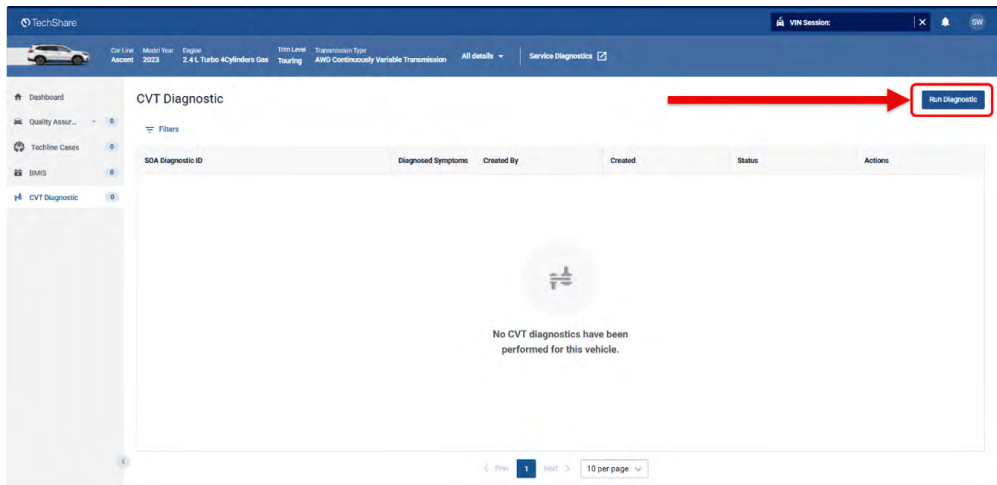 TechShare
VIN Session:
SW
Car Line Model Year Engine Trim Level Transmission Type
Ascent 2023 2.4 L Turbo 4Cylinders Gas Touring AWD Continuously Variable Transmission
All details
Service Diagnostics
Dashboard
Quality Assur... 0
Techline Cases 0
BMIS 0
CVT Diagnostic 0
CVT Diagnostic
Run Diagnostic
Filters
SOA Diagnostic ID Diagnosed Symptoms Created By Created Status Actions
No CVT diagnostics have been
performed for this vehicle.
Prev 1 Next 10 per page